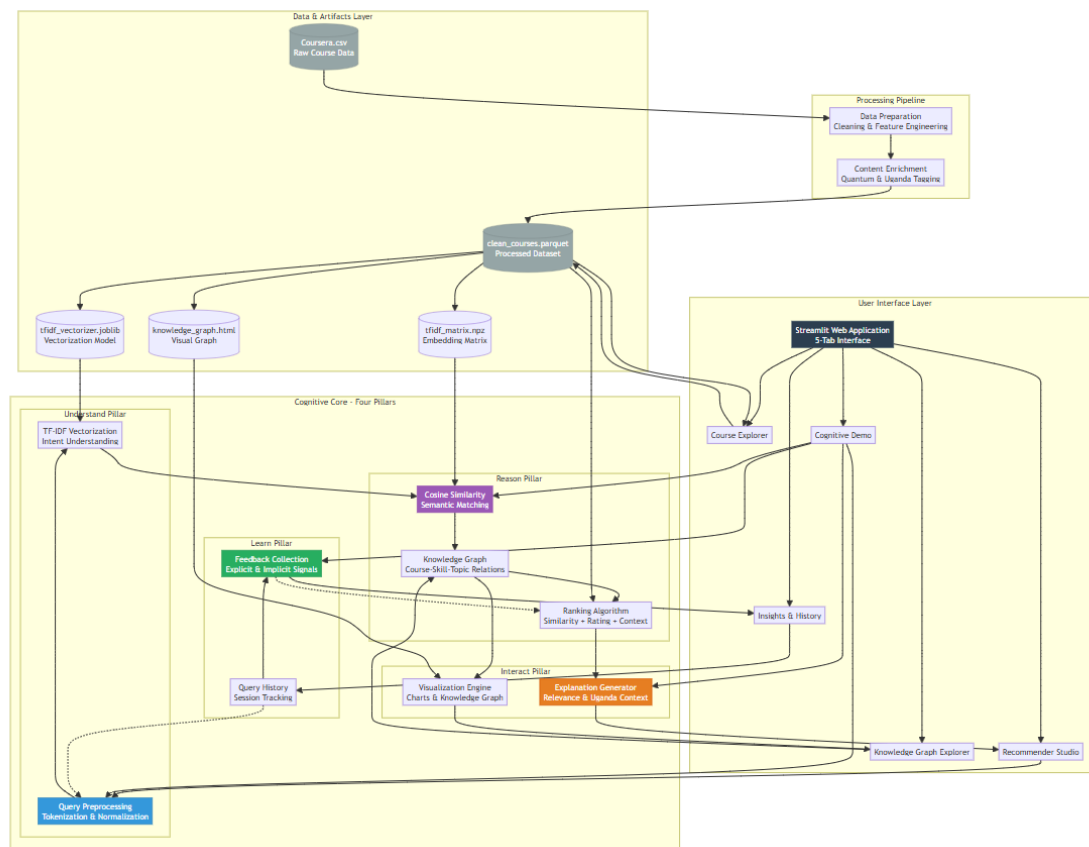 Data & Artifacts Layer
Coursera.csv
Raw Course Data
Processing Pipeline
Data Preparation
Cleaning & Feature Engineering
Content Enrichment
Quantum & Uganda Tagging
clean_courses.parquet
Processed Dataset
tfidf_vectorizer.joblib
Vectorization Model
knowledge_graph.html
Visual Graph
tfidf_matrix.npz
Embedding Matrix
User Interface Layer
Streamlit Web Application
5-Tab Interface
Course Explorer
Cognitive Demo
Cognitive Core - Four Pillars
Understand Pillar
TF-IDF Vectorization
Intent Understanding
Reason Pillar
Cosine Similarity
Semantic Matching
Learn Pillar
Feedback Collection
Explicit & Implicit Signals
Knowledge Graph
Course-Skill-Topic Relations
Ranking Algorithm
Similarity + Rating + Context
Insights & History
Interact Pillar
Query History
Session Tracking
Visualization Engine
Charts & Knowledge Graph
Explanation Generator
Relevance & Uganda Context
Knowledge Graph Explorer
Recommender Studio
Query Preprocessing
Tokenization & Normalization